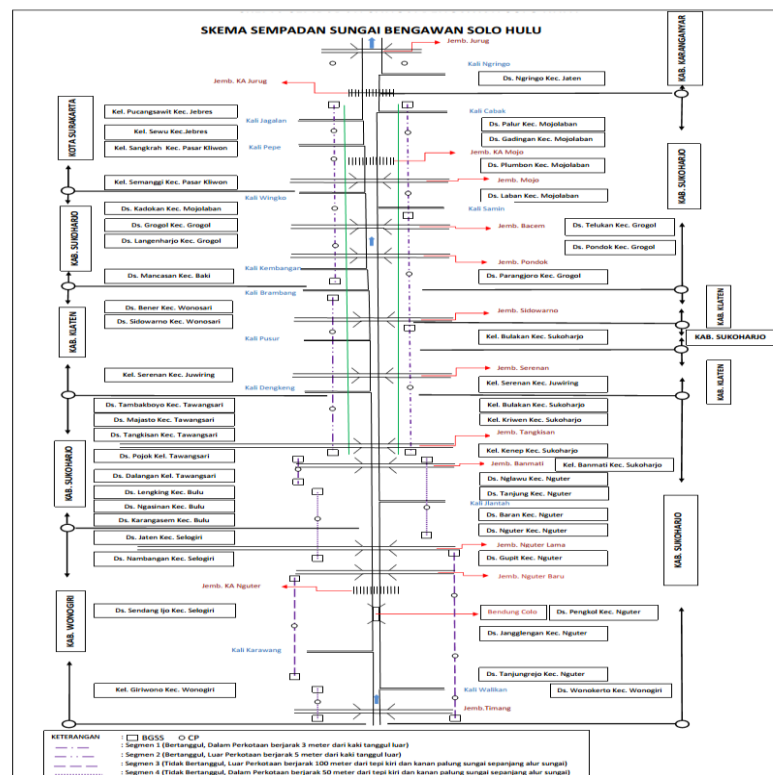 SKEMA SEMPADAN SUNGAI BENGAWAN SOLO HULU
Jemb. Jurug
Kali Ngringo
KAB. KARANGANYAR
Jemb. KA Jurug
Ds. Ngringo Kec. Jaten
Kel. Pucangsawit Kec. Jebres
Kali Jagatan
Kali Cabak
KOTA SURAKARTA
Kel. Sewu Kec. Jebres
Ds. Palur Kec. Mojolaban
Ds. Gadingan Kec. Mojolaban
Kel. Sangkrah Kec. Pasar Kliwon
Kali Pepe
Jemb. KA Mojo
Ds. Plumbon Kec. Mojolaban
KAB. SUKOHARJO
Kel. Semanggi Kec. Pasar Kliwon
Jemb. Mojo
Kali Wingko
Ds. Laban Kec. Mojolaban
Ds. Kadokan Kec. Mojolaban
Kali Samin
KAB. SUKOHARJO
Ds. Grogol Kec. Grogol
Jemb. Bacem
Ds. Telukan Kec. Grogol
Ds. Langenharjo Kec. Grogol
Ds. Pondok Kec. Grogol
Jemb. Pondok
Kali Kembangan
Ds. Mancasan Kec. Baki
Ds. Parangjoro Kec. Grogol
Kali Brambang
KAB. KLATEN
Ds. Bener Kec. Wonosari
Jemb. Sidowarno
Ds. Sidowarno Kec. Wonosari
KAB. KLATEN
Kali Pusur
Kel. Bulakan Kec. Sukoharjo
KAB. SUKOHARJO
Jemb. Serenan
Kel. Serenan Kec. Juwiring
Kel. Serenan Kec. Juwiring
KAB. KLATEN
Kali Dengkeng
Ds. Tambakboyo Kec. Tawangsari
Kel. Bulakan Kec. Sukoharjo
Ds. Majasto Kec. Tawangsari
Kel. Kriwen Kec. Sukoharjo
Ds. Tangkisan Kec. Tawangsari
Jemb. Tangkisan
Ds. Pojok Kel. Tawangsari
Kel. Kenep Kec. Sukoharjo
KAB. SUKOHARJO
Ds. Dalangan Kel. Tawangsari
Jemb. Banmati
Kel. Banmati Kec. Sukoharjo
Ds. Nglawu Kec. Nguter
Ds. Lengking Kec. Bulu
Ds. Tanjung Kec. Nguter
Ds. Ngasinan Kec. Bulu
Kali Jlantah
Ds. Karangasem Kec. Bulu
Ds. Baran Kec. Nguter
Ds. Jaten Kec. Selogiri
Ds. Nguter Kec. Nguter
KAB. SUKOHARJO
Jemb. Nguter Lama
Ds. Nambangan Kec. Selogiri
Ds. Gupit Kec. Nguter
Jemb. Nguter Baru
Jemb. KA Nguter
KAB. WONOGIRI
Ds. Sendang Ijo Kec. Selogiri
Bendung Colo
Ds. Pengkol Kec. Nguter
Ds. Jangglengan Kec. Nguter
Kali Karawang
Ds. Tanjungrejo Kec. Nguter
Kel. Giriwono Kec. Wonogiri
Kali Walikan
Ds. Wonokerto Kec. Wonogiri
Jemb.Timang
KETERANGAN : BGSS CP
: Segmen 1 (Bertanggul, Dalam Perkotaan berjarak 3 meter dari kaki tanggul luar)
: Segmen 2 (Bertanggul, Luar Perkotaan berjarak 5 meter dari kaki tanggul luar)
: Segmen 3 (Tidak Bertanggul, Luar Perkotaan berjarak 100 meter dari tepi kiri dan kanan palung sungai sepanjang alur sungai)
: Segmen 4 (Tidak Bertanggul, Dalam Perkotaan berjarak 50 meter dari tepi kiri dan kanan palung sungai sepanjang alur sungai)